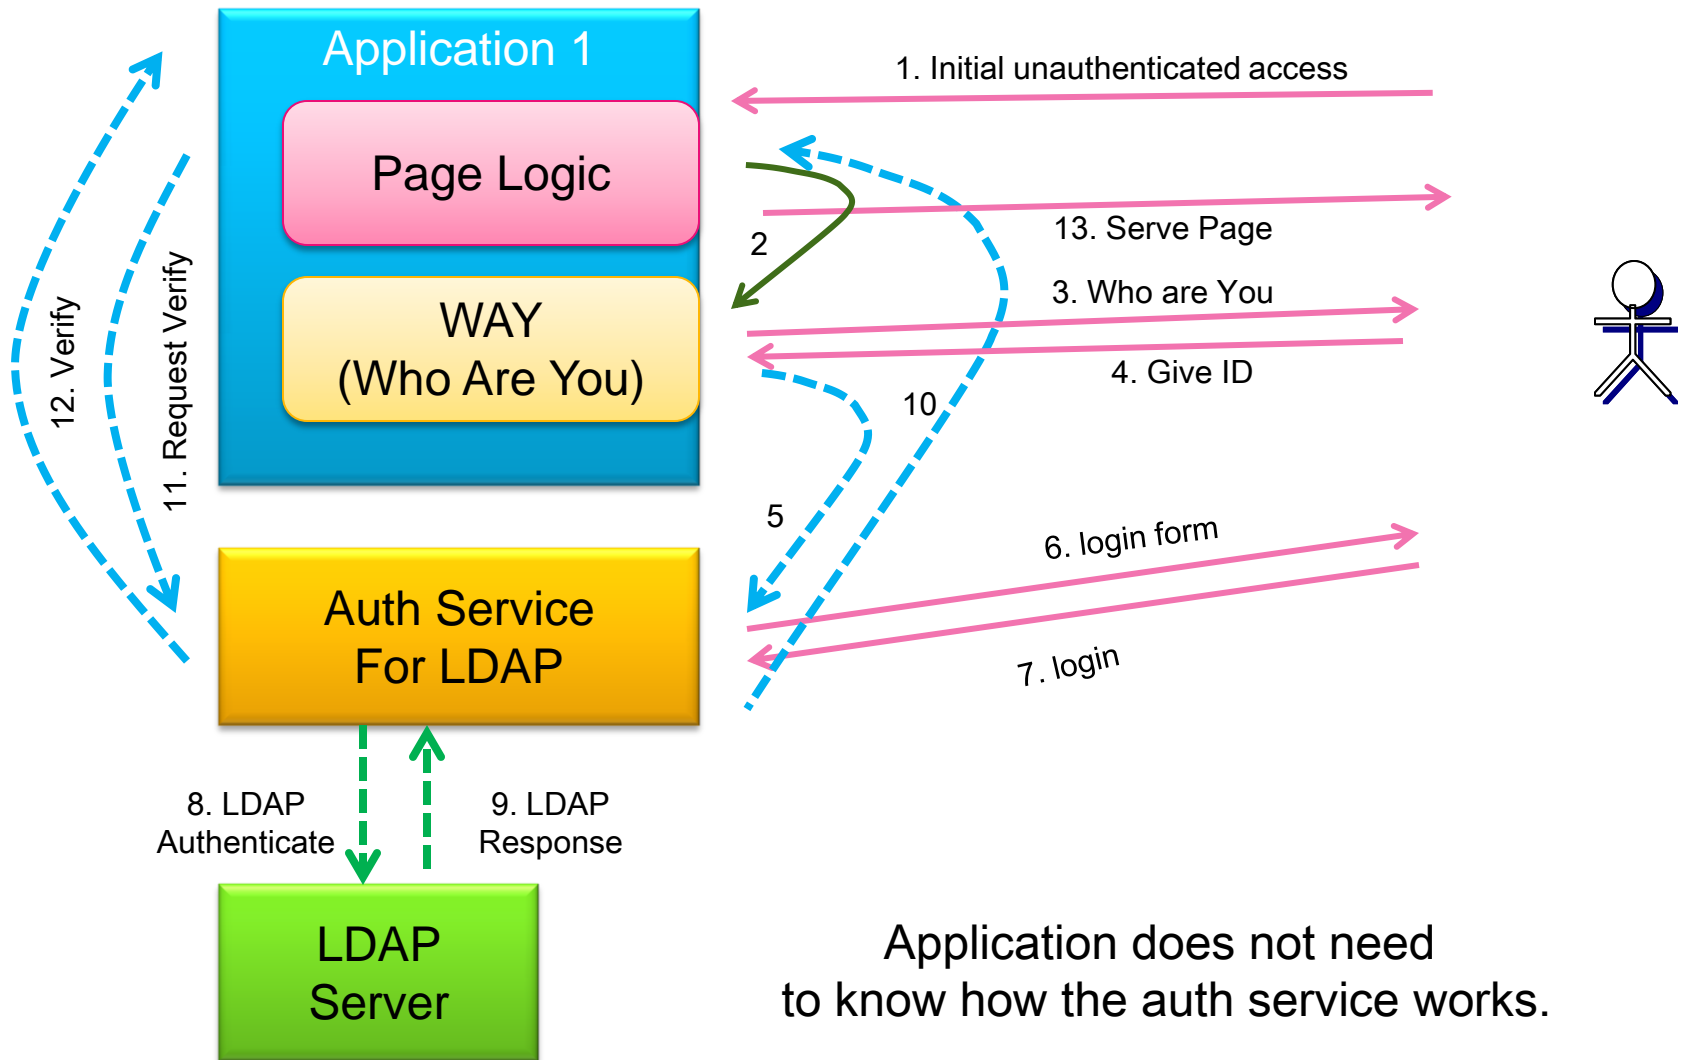 Application 1
Page Logic
WAY
(Who Are You)
1. Initial unauthenticated access
2
13. Serve Page
3. Who are You
4. Give ID
10
5
12. Verify
11. Request Verify
6. login form
7. login
Auth Service
For LDAP
8. LDAP
Authenticate
9. LDAP
Response
LDAP
Server
Application does not need
to know how the auth service works.